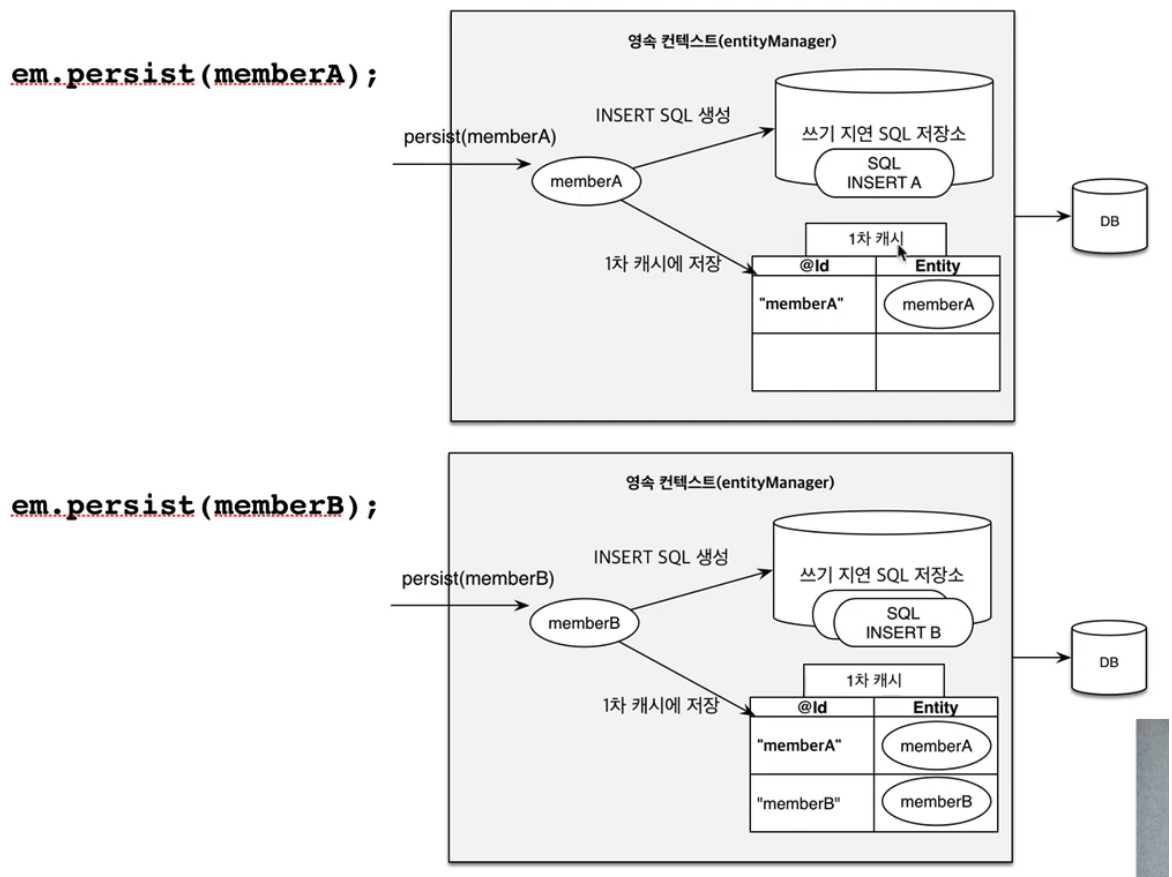 영속 컨텍스트(entityManager)
em.persist(memberA);
INSERT SQL 생성
persist(memberA)
쓰기 지연 SQL 저장소
memberA
SQL
INSERT A
DB
1차 캐시
1차 캐시에 저장
@Id
Entity
"memberA"
memberA
영속 컨텍스트(entityManager)
em.persist(memberB);
INSERT SQL 생성
persist(memberB)
쓰기 지연 SQL 저장소
memberB
SQL
INSERT B
DB
1차 캐시
1차 캐시에 저장
@Id
Entity
"memberA"
memberA
"memberB"
memberB